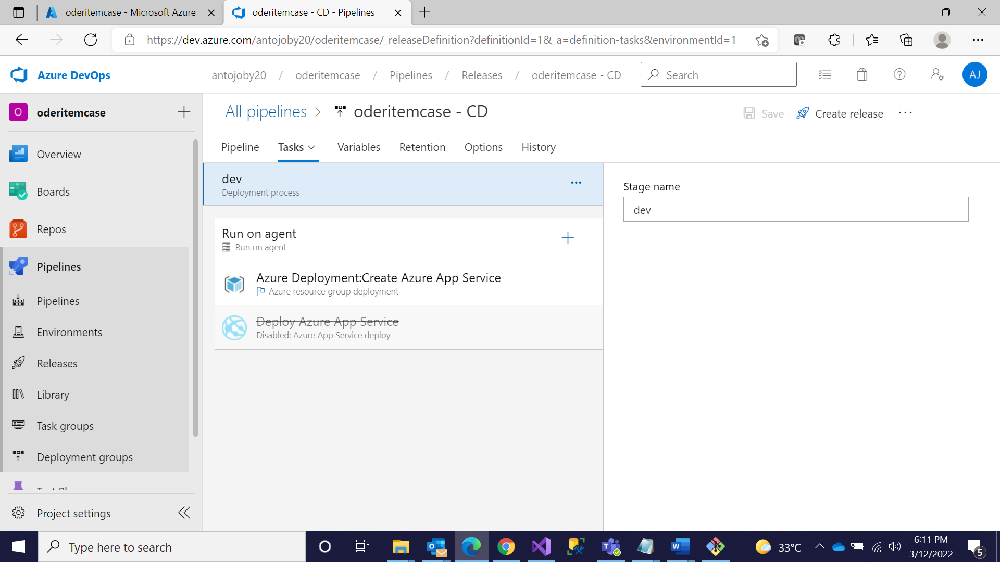 oderitemcase - Microsoft Azure
oderitemcase - CD - Pipelines
https://dev.azure.com/antojoby20/oderitemcase/_releaseDefinition?definitionId=1&_a=definition-tasks&environmentId=1
Azure DevOps
antojoby20 / oderitemcase / Pipelines / Releases / oderitemcase - CD
Search
AJ
O oderitemcase
Overview
Boards
Repos
Pipelines
Pipelines
Environments
Releases
Library
Task groups
Deployment groups
Test Plans
Project settings
All pipelines > oderitemcase - CD
Save
Create release
Pipeline
Tasks
Variables
Retention
Options
History
dev
Deployment process
Run on agent
Run on agent
Azure Deployment:Create Azure App Service
Azure resource group deployment
Deploy Azure App Service
Disabled: Azure App Service deploy
Stage name
dev
Type here to search
33°C
6:11 PM
3/12/2022
5